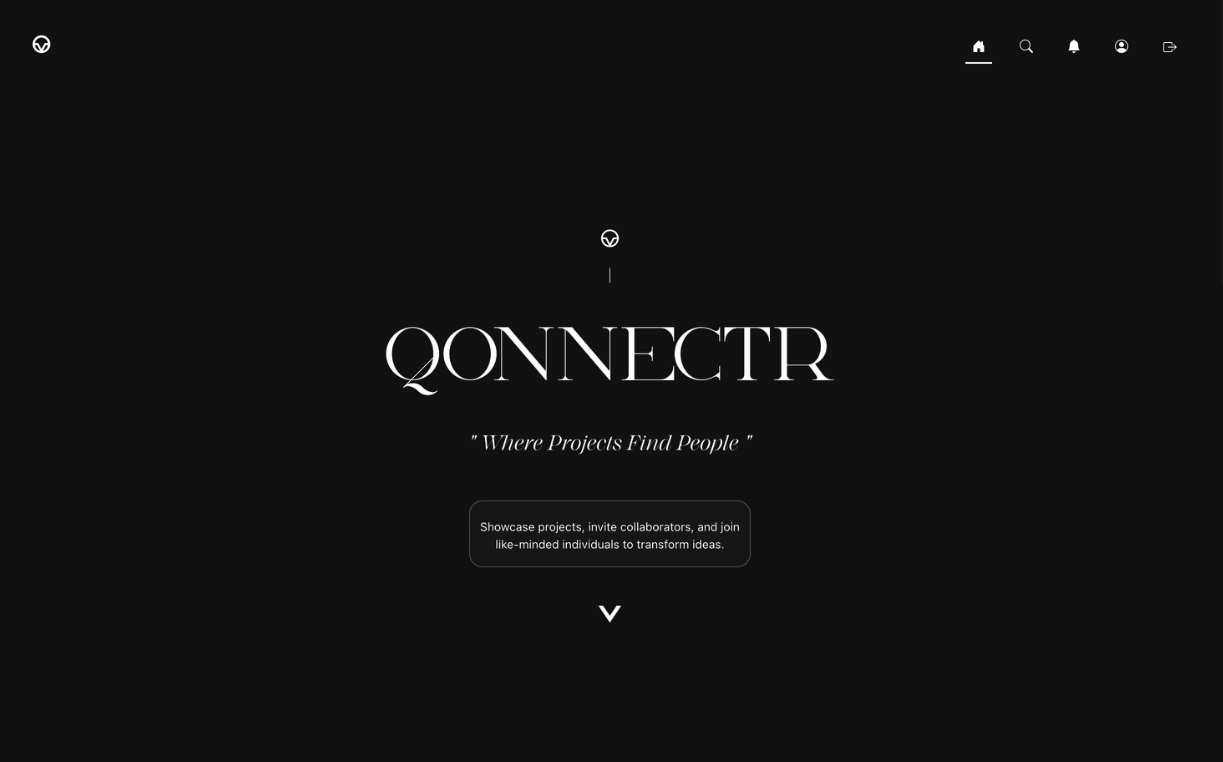 QONNECTR
" Where Projects Find People "
Showcase projects, invite collaborators, and join
like-minded individuals to transform ideas.